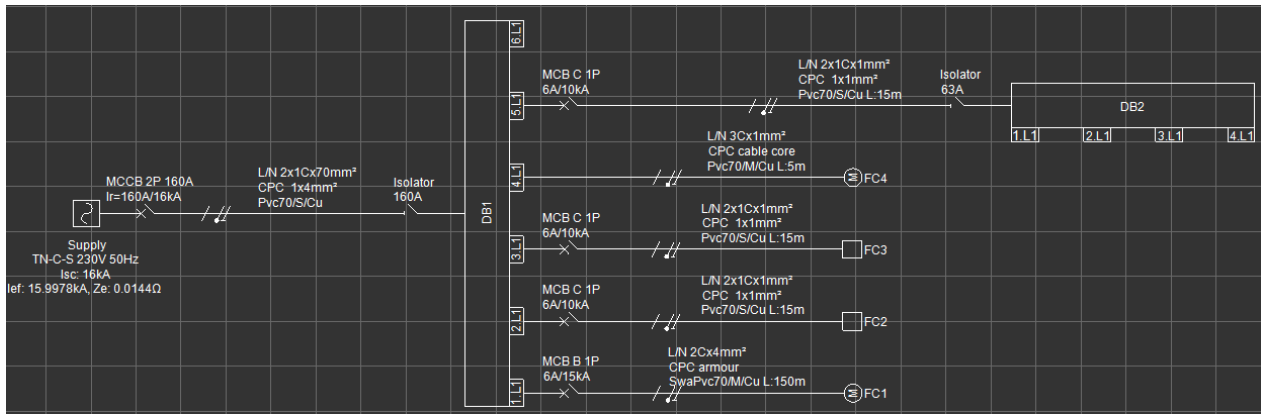 6.L1
MCB C 1P
6A/10kA
5.L1
L/N 2x1Cx1mm²
CPC 1x1mm²
Pvc70/S/Cu L:15m
Isolator
63A
DB2
1.L1
2.L1
3.L1
4.L1
L/N 3Cx1mm²
CPC cable core
Pvc70/M/Cu L:5m
4.L1
M
FC4
MCCB 2P 160A
Ir=160A/16kA
L/N 2x1Cx70mm²
CPC 1x4mm²
Pvc70/S/Cu
Isolator
160A
DB1
Supply
TN-C-S 230V 50Hz
Isc: 16kA
Ief: 15.9978kA, Ze: 0.0144Ω
MCB C 1P
6A/10kA
3.L1
L/N 2x1Cx1mm²
CPC 1x1mm²
Pvc70/S/Cu L:15m
FC3
MCB C 1P
6A/10kA
2.L1
L/N 2x1Cx1mm²
CPC 1x1mm²
Pvc70/S/Cu L:15m
FC2
MCB B 1P
6A/15kA
1.L1
L/N 2Cx4mm²
CPC armour
SwaPvc70/M/Cu L:150m
M
FC1